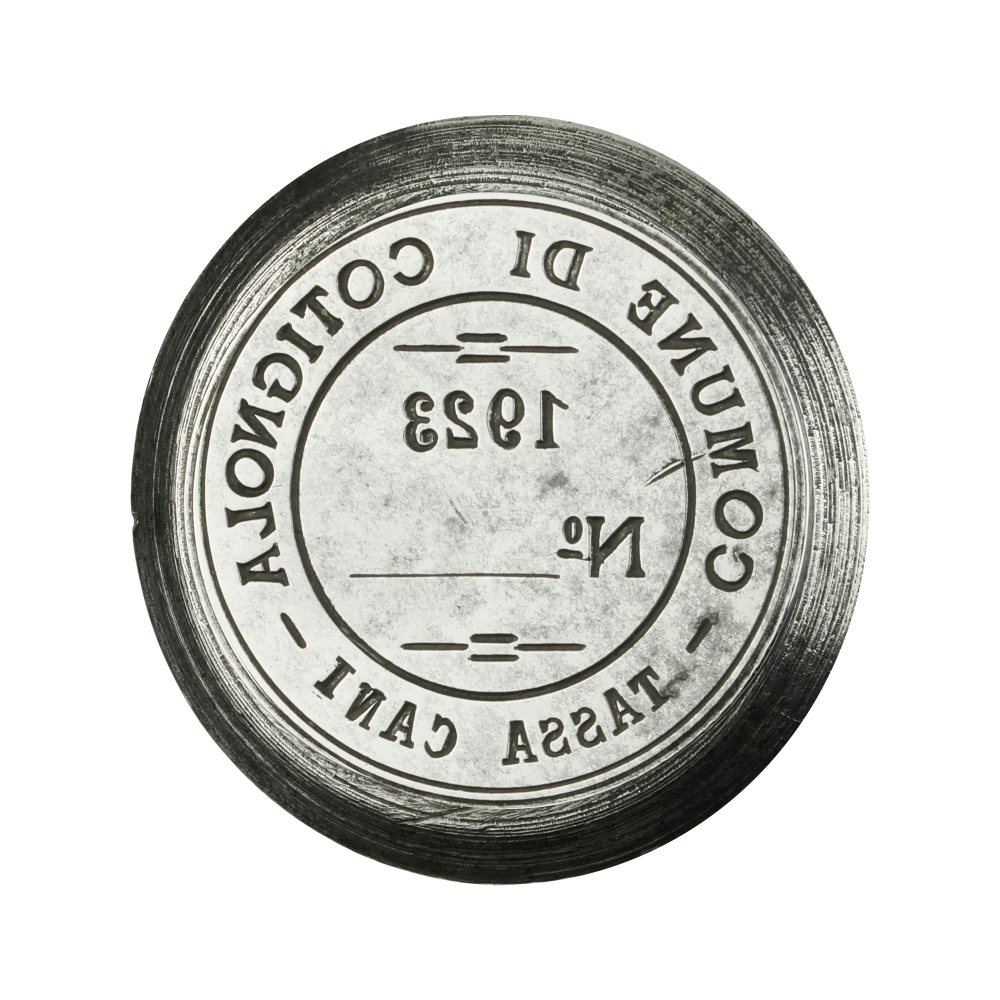 COMUNE DI COTIGNOLA
1923
Nº
- TASSA CANI -